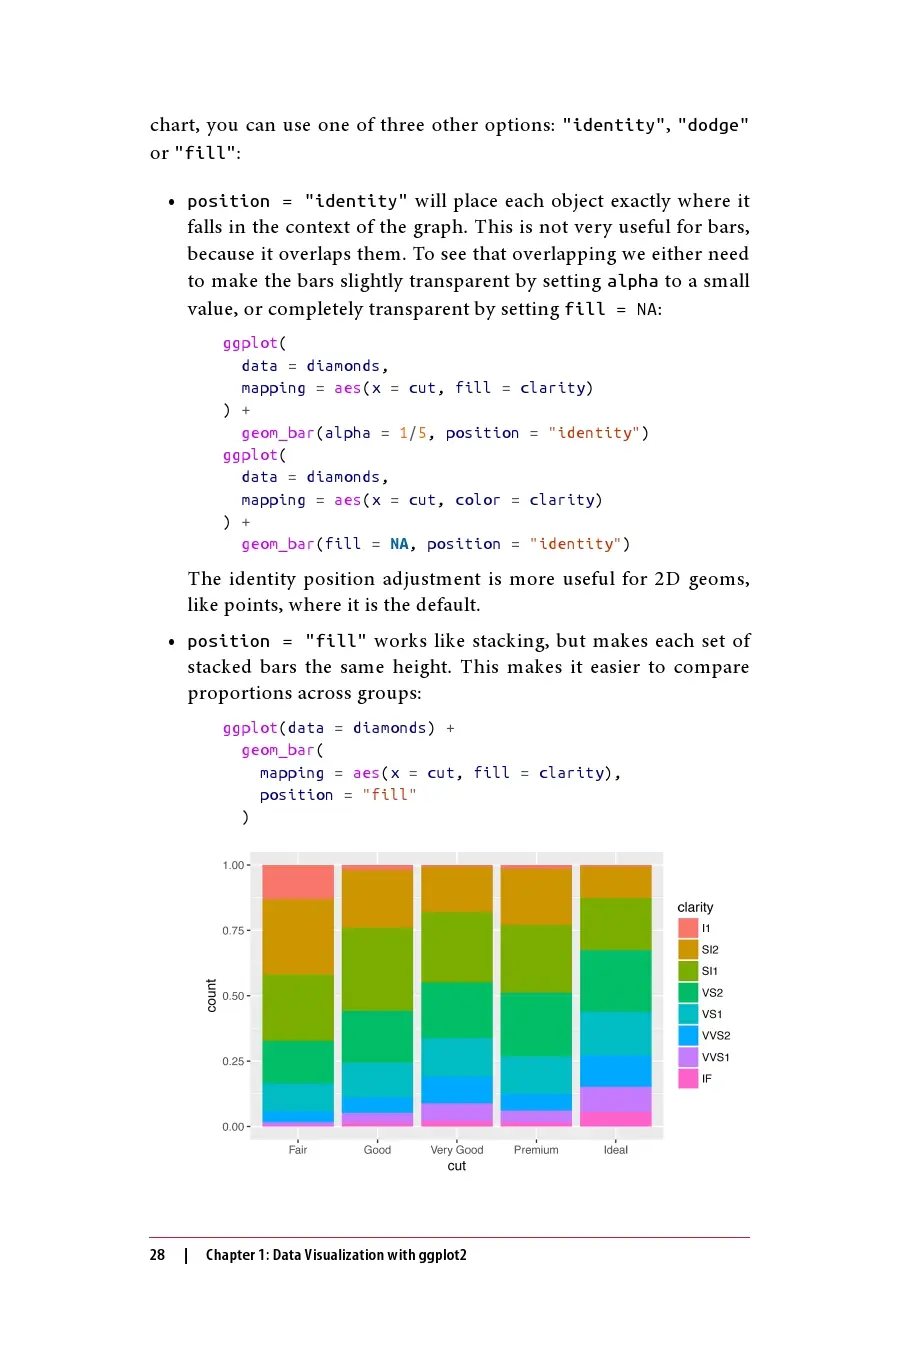 chart, you can use one of three other options: "identity", "dodge"
or "fill":
• position = "identity" will place each object exactly where it
falls in the context of the graph. This is not very useful for bars,
because it overlaps them. To see that overlapping we either need
to make the bars slightly transparent by setting alpha to a small
value, or completely transparent by setting fill = NA:
ggplot(
data = diamonds,
mapping = aes(x = cut, fill = clarity)
) +
geom_bar(alpha = 1/5, position = "identity")
ggplot(
data = diamonds,
mapping = aes(x = cut, color = clarity)
) +
geom_bar(fill = NA, position = "identity")
The identity position adjustment is more useful for 2D geoms,
like points, where it is the default.
• position = "fill" works like stacking, but makes each set of
stacked bars the same height. This makes it easier to compare
proportions across groups:
ggplot(data = diamonds) +
geom_bar(
mapping = aes(x = cut, fill = clarity),
position = "fill"
)
1.00
0.75
0.50
0.25
0.00
count
Fair Good Very Good Premium Ideal
cut
clarity
I1
SI2
SI1
VS2
VS1
VVS2
VVS1
IF
28 | Chapter 1: Data Visualization with ggplot2